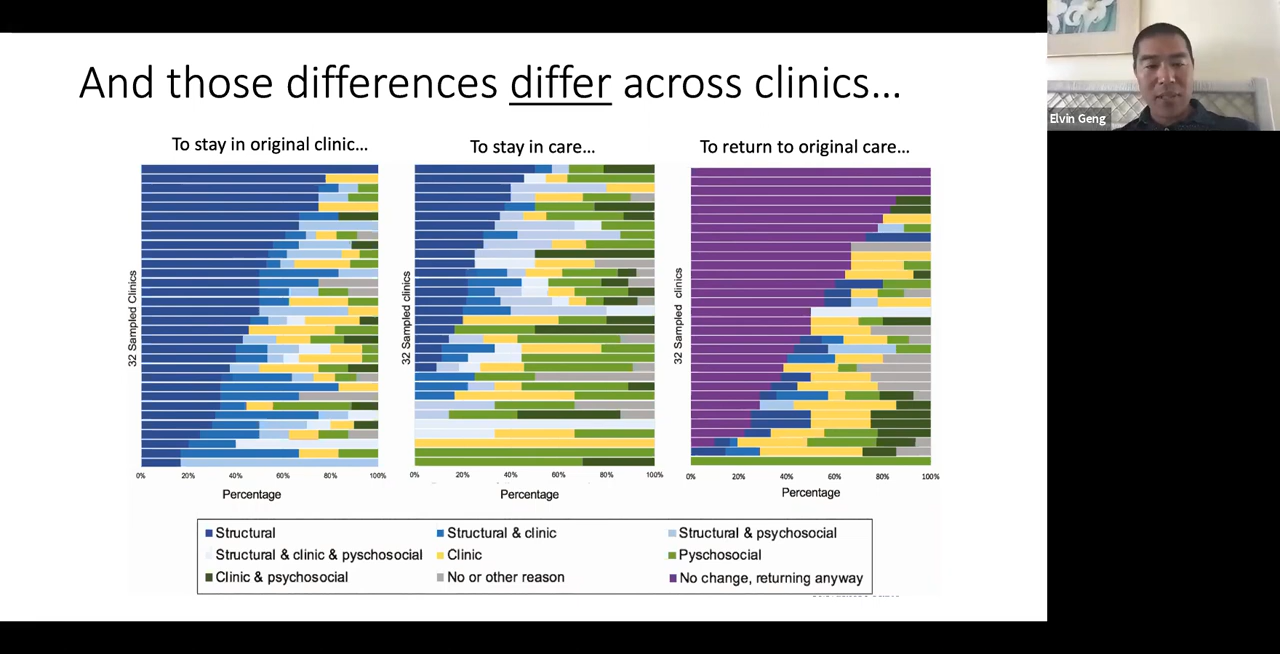 And those differences differ across clinics...
Elvin Geng
To stay in original clinic...
To stay in care...
To return to original care...
32 Sampled Clinics
32 Sampled clinics
32 Sampled clinics
0% 20% 40% 60% 80% 100%
0% 20% 40% 60% 80% 100%
0% 20% 40% 60% 80% 100%
Percentage
Percentage
Percentage
Structural
Structural & clinic
Structural & psychosocial
Structural & clinic & pyschosocial
Clinic
Pyschosocial
Clinic & psychosocial
No or other reason
No change, returning anyway